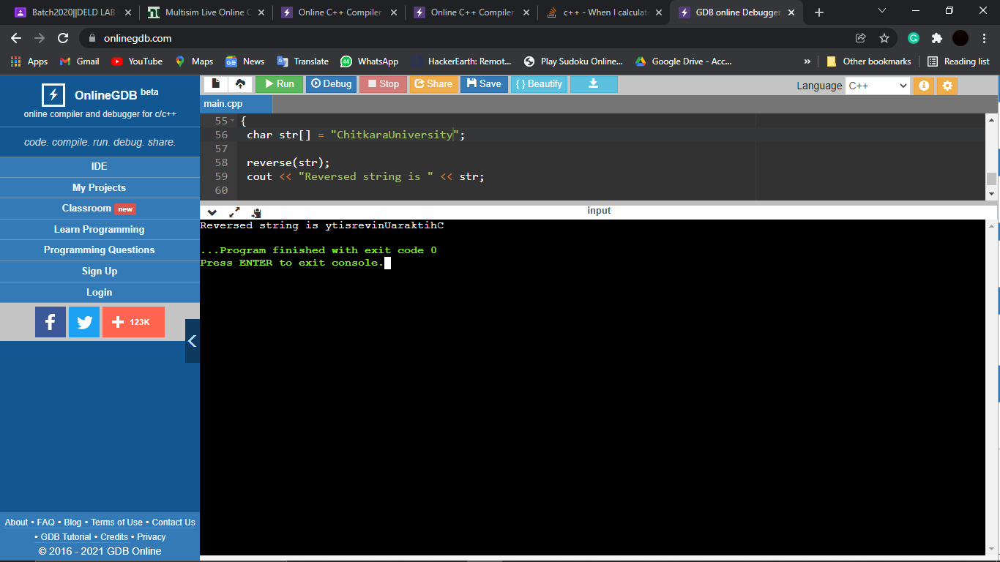 Batch2020||DELD LAB
Multisim Live Online C
Online C++ Compiler
Online C++ Compiler
c++ - When I calculat
GDB online Debugger
onlinegdb.com
Apps
Gmail
YouTube
Maps
News
Translate
44
WhatsApp
HackerEarth: Remot...
Play Sudoku Online...
Google Drive - Acc...
»
Other bookmarks
Reading list
OnlineGDB beta
online compiler and debugger for c/c++
code. compile. run. debug. share.
IDE
My Projects
Classroom new
Learn Programming
Programming Questions
Sign Up
Login
123K
About • FAQ • Blog • Terms of Use • Contact Us
• GDB Tutorial • Credits • Privacy
© 2016 - 2021 GDB Online
Run
Debug
Stop
Share
Save
{ } Beautify
Language C++
main.cpp
55 {
56 char str[] = "ChitkaraUniversity";
57
58 reverse(str);
59 cout << "Reversed string is " << str;
60
input
Reversed string is ytisrevinUaraktihC
...Program finished with exit code 0
Press ENTER to exit console.